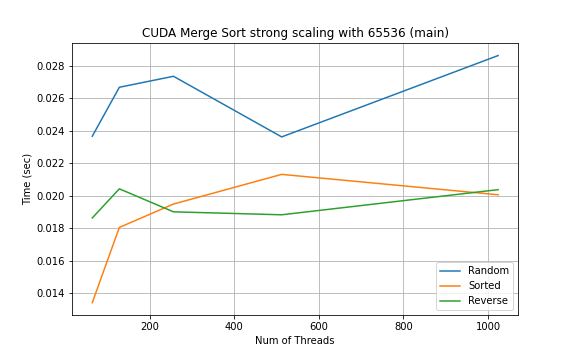 CUDA Merge Sort strong scaling with 65536 (main)
0.028
0.026
0.024
0.022
0.020
0.018
0.016
0.014
Time (sec)
200
400
600
800
1000
Num of Threads
Random
Sorted
Reverse